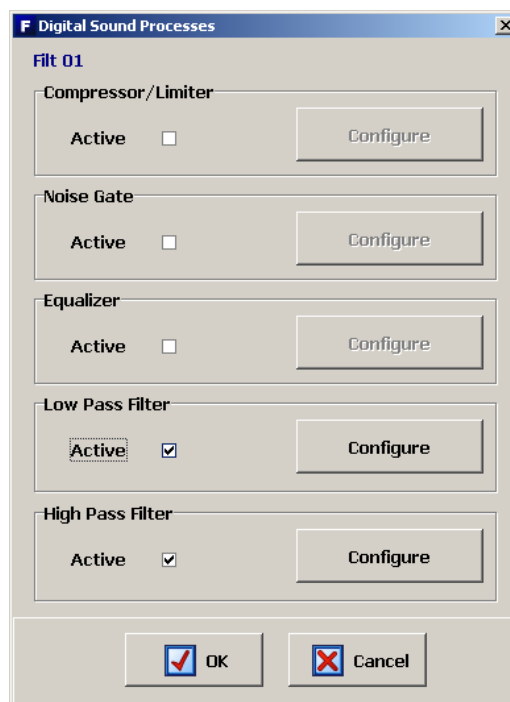 F Digital Sound Processes
Filt 01
Compressor/Limiter
Active Configure
Noise Gate
Active Configure
Equalizer
Active Configure
Low Pass Filter
Active Configure
High Pass Filter
Active Configure
OK Cancel